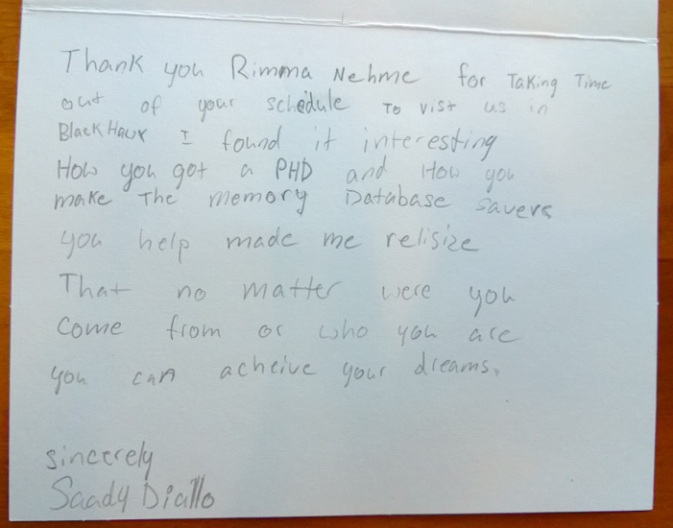 Thank you Rimma Nehme for Taking Time
out of your schedule To vist us in
Black Hawk I found it interesting
How you got a PHD and How you
make The memory Database savers
you help made me relisize
That no matter were you
come from or who you are
you can acheive your dreams.
sincerely
Saady Diallo